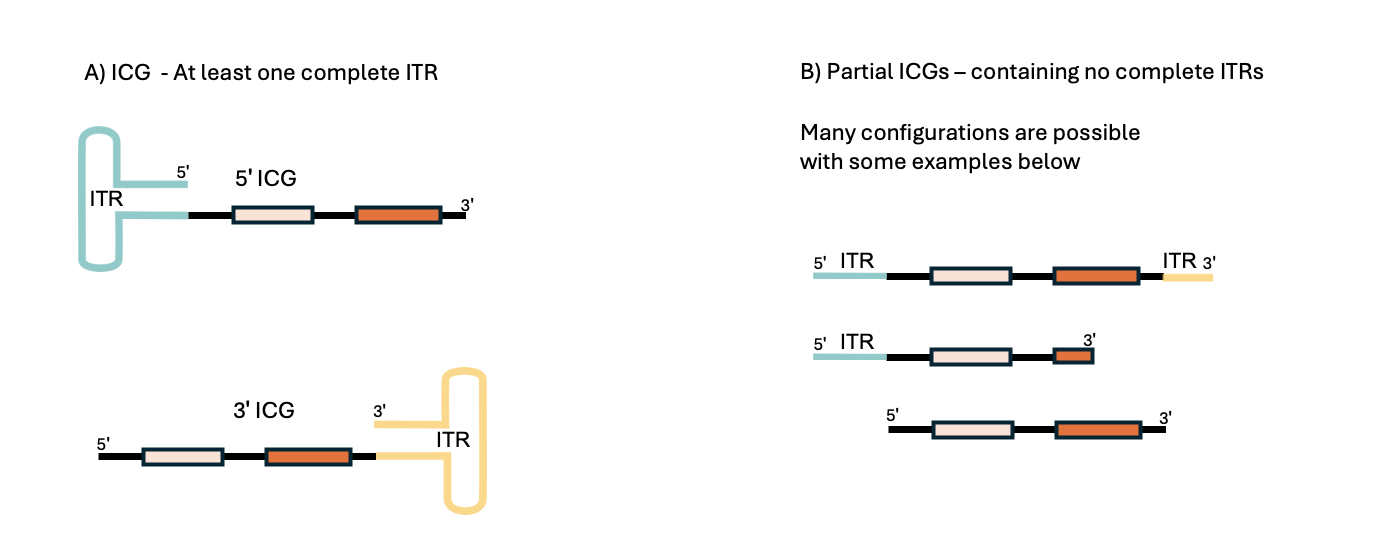 A) ICG - At least one complete ITR
5'
5' ICG
ITR
3'
3' ICG
3'
5'
ITR
B) Partial ICGs – containing no complete ITRs
Many configurations are possible
with some examples below
5' ITR
ITR 3'
5' ITR
3'
5'
3'